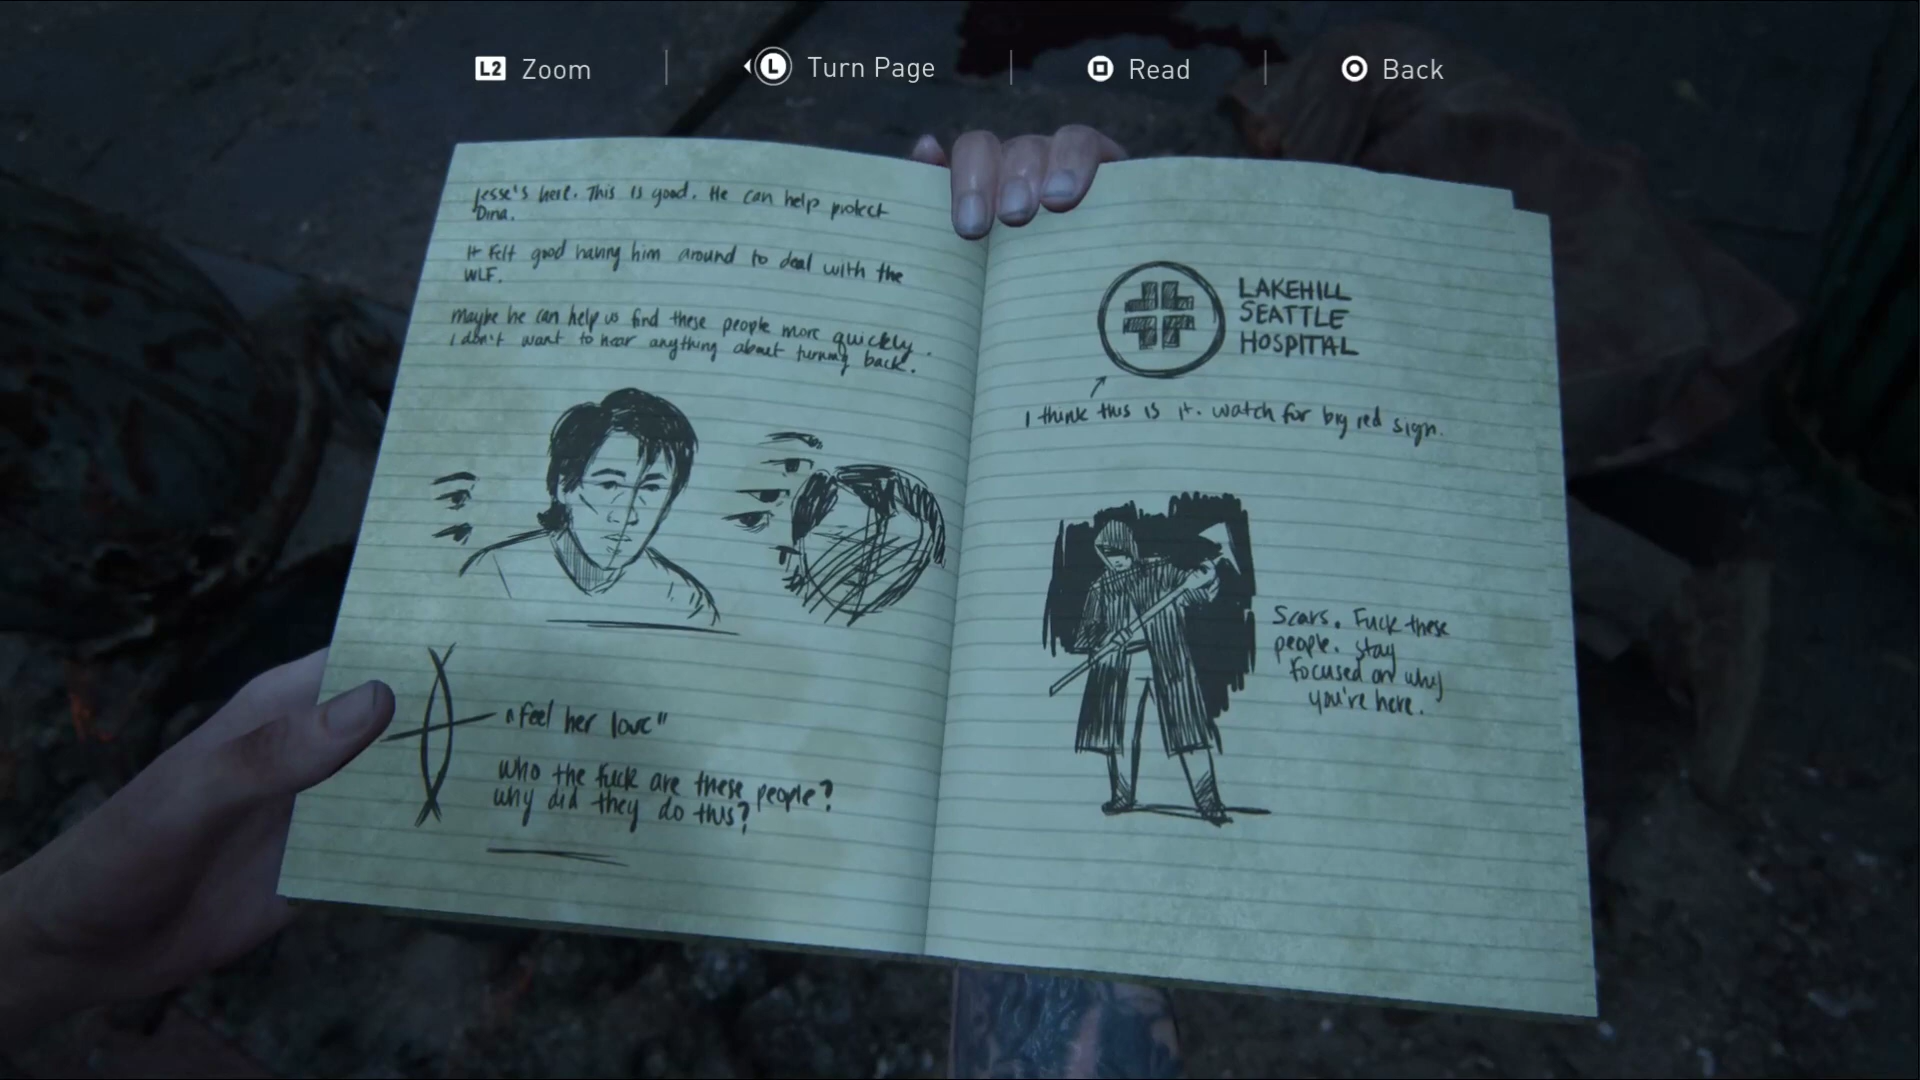 L2 Zoom
L Turn Page
Read
Back
Jesse's here. This is good. He can help protect
Dina.
It felt good having him around to deal with the
WLF.
Maybe he can help us find these people more quickly.
I don't want to hear anything about turning back.
"feel her love"
Who the fuck are these people?
why did they do this?
LAKEHILL
SEATTLE
HOSPITAL
I think this is it. watch for big red sign.
Scars. Fuck these
people. Stay
focused on why
you're here.